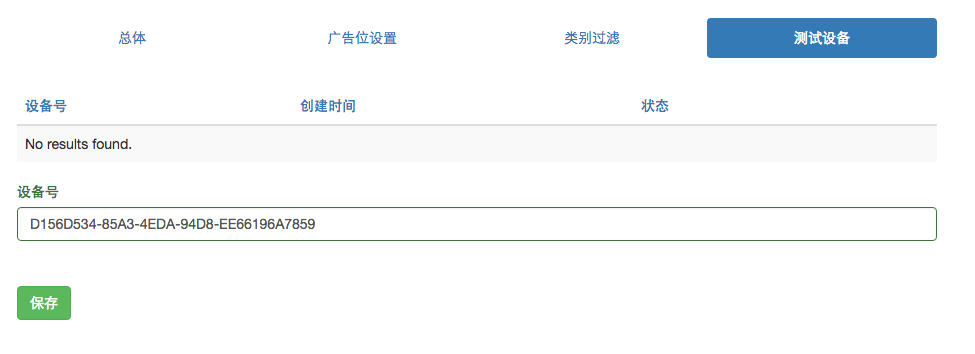 总体 广告位设置 类别过滤 测试设备
设备号 创建时间 状态
No results found.
设备号
D156D534-85A3-4EDA-94D8-EE66196A7859
保存